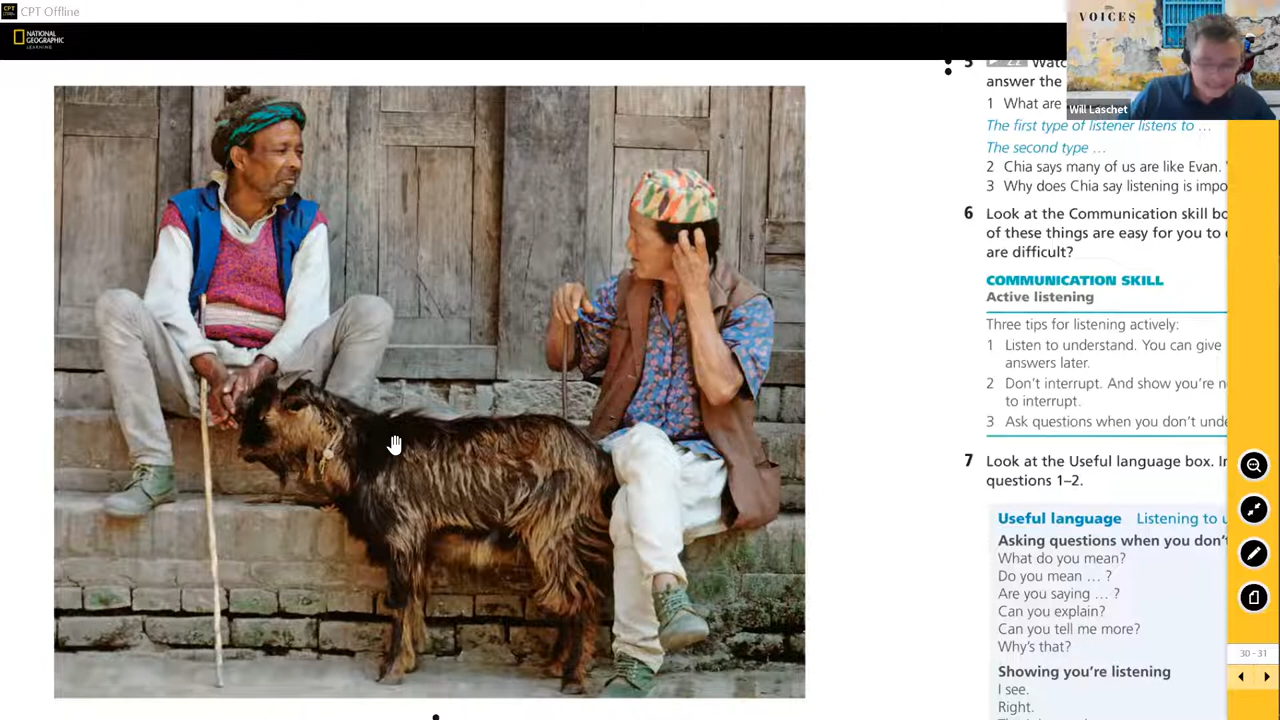 CPT Offline
NATIONAL
GEOGRAPHIC
LEARNING
VOICES
Will Laschet
5
answer the
1 What are
The first type of listener listens to …
The second type …
2 Chia says many of us are like Evan.
3 Why does Chia say listening is impo
6 Look at the Communication skill bo
of these things are easy for you to
are difficult?
COMMUNICATION SKILL
Active listening
Three tips for listening actively:
1 Listen to understand. You can give
answers later.
2 Don't interrupt. And show you're n
to interrupt.
3 Ask questions when you don't unde
7 Look at the Useful language box. In
questions 1–2.
Useful language Listening to u
Asking questions when you don't
What do you mean?
Do you mean … ?
Are you saying … ?
Can you explain?
Can you tell me more?
Why's that?
Showing you're listening
I see.
Right.
30 - 31